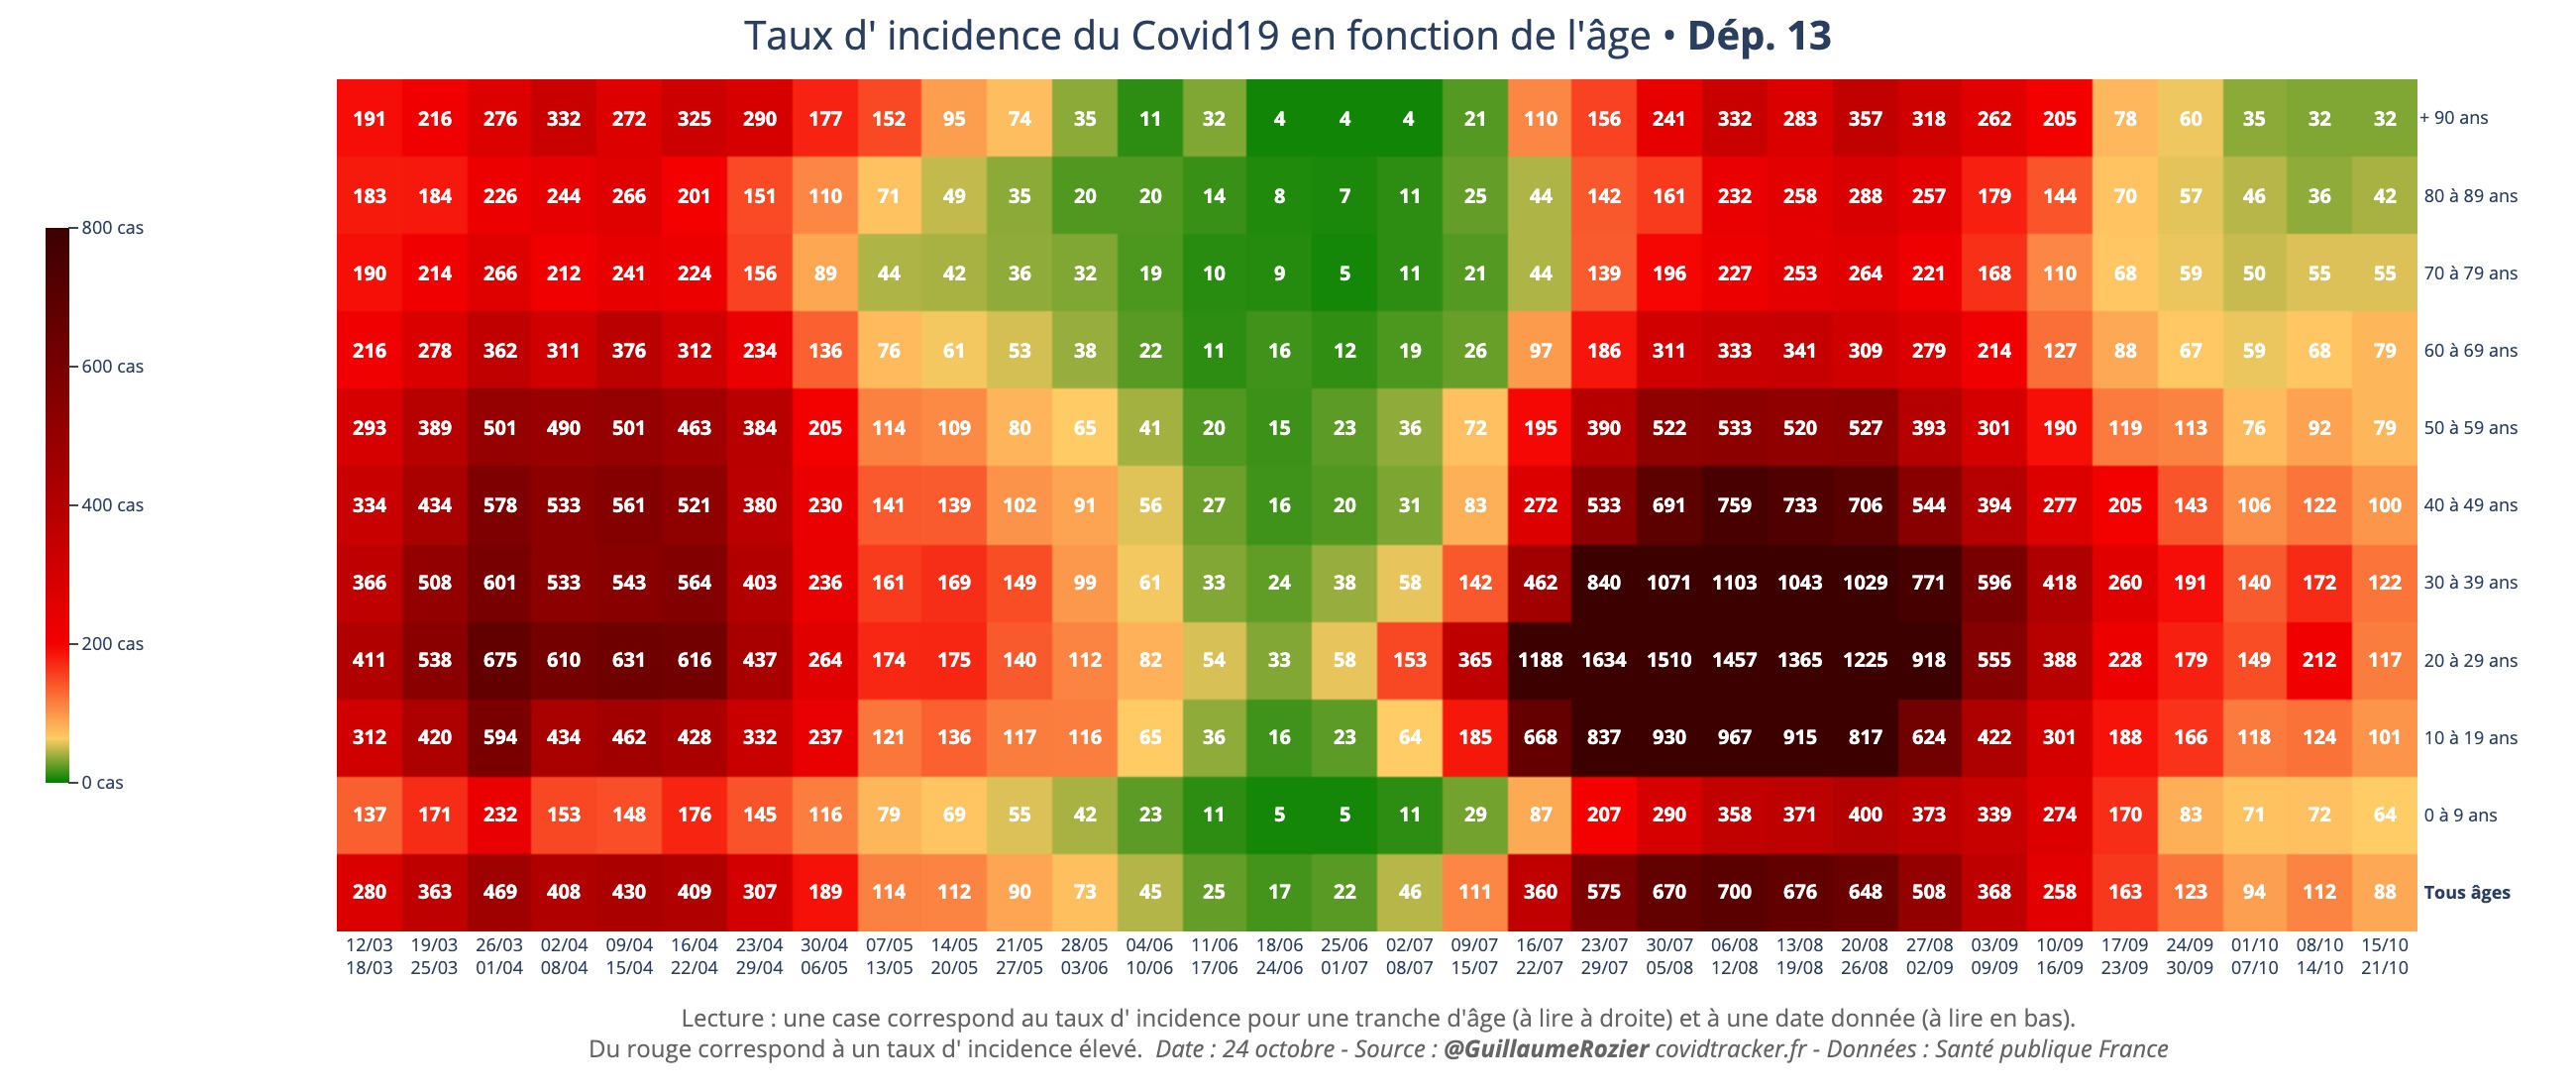 Taux d' incidence du Covid19 en fonction de l'âge • Dép. 13
800 cas
600 cas
400 cas
200 cas
0 cas
191 216 276 332 272 325 290 177 152 95 74 35 11 32 4 4 4 21 110 156 241 332 283 357 318 262 205 78 60 35 32 32 + 90 ans
183 184 226 244 266 201 151 110 71 49 35 20 20 14 8 7 11 25 44 142 161 232 258 288 257 179 144 70 57 46 36 42 80 à 89 ans
190 214 266 212 241 224 156 89 44 42 36 32 19 10 9 5 11 21 44 139 196 227 253 264 221 168 110 68 59 50 55 55 70 à 79 ans
216 278 362 311 376 312 234 136 76 61 53 38 22 11 16 12 19 26 97 186 311 333 341 309 279 214 127 88 67 59 68 79 60 à 69 ans
293 389 501 490 501 463 384 205 114 109 80 65 41 20 15 23 36 72 195 390 522 533 520 527 393 301 190 119 113 76 92 79 50 à 59 ans
334 434 578 533 561 521 380 230 141 139 102 91 56 27 16 20 31 83 272 533 691 759 733 706 544 394 277 205 143 106 122 100 40 à 49 ans
366 508 601 533 543 564 403 236 161 169 149 99 61 33 24 38 58 142 462 840 1071 1103 1043 1029 771 596 418 260 191 140 172 122 30 à 39 ans
411 538 675 610 631 616 437 264 174 175 140 112 82 54 33 58 153 365 1188 1634 1510 1457 1365 1225 918 555 388 228 179 149 212 117 20 à 29 ans
312 420 594 434 462 428 332 237 121 136 117 116 65 36 16 23 64 185 668 837 930 967 915 817 624 422 301 188 166 118 124 101 10 à 19 ans
137 171 232 153 148 176 145 116 79 69 55 42 23 11 5 5 11 29 87 207 290 358 371 400 373 339 274 170 83 71 72 64 0 à 9 ans
280 363 469 408 430 409 307 189 114 112 90 73 45 25 17 22 46 111 360 575 670 700 676 648 508 368 258 163 123 94 112 88 Tous âges
12/03 19/03 26/03 02/04 09/04 16/04 23/04 30/04 07/05 14/05 21/05 28/05 04/06 11/06 18/06 25/06 02/07 09/07 16/07 23/07 30/07 06/08 13/08 20/08 27/08 03/09 10/09 17/09 24/09 01/10 08/10 15/10
18/03 25/03 01/04 08/04 15/04 22/04 29/04 06/05 13/05 20/05 27/05 03/06 10/06 17/06 24/06 01/07 08/07 15/07 22/07 29/07 05/08 12/08 19/08 26/08 02/09 09/09 16/09 23/09 30/09 07/10 14/10 21/10
Lecture : une case correspond au taux d' incidence pour une tranche d'âge (à lire à droite) et à une date donnée (à lire en bas).
Du rouge correspond à un taux d' incidence élevé. Date : 24 octobre - Source : @GuillaumeRozier covidtracker.fr - Données : Santé publique France